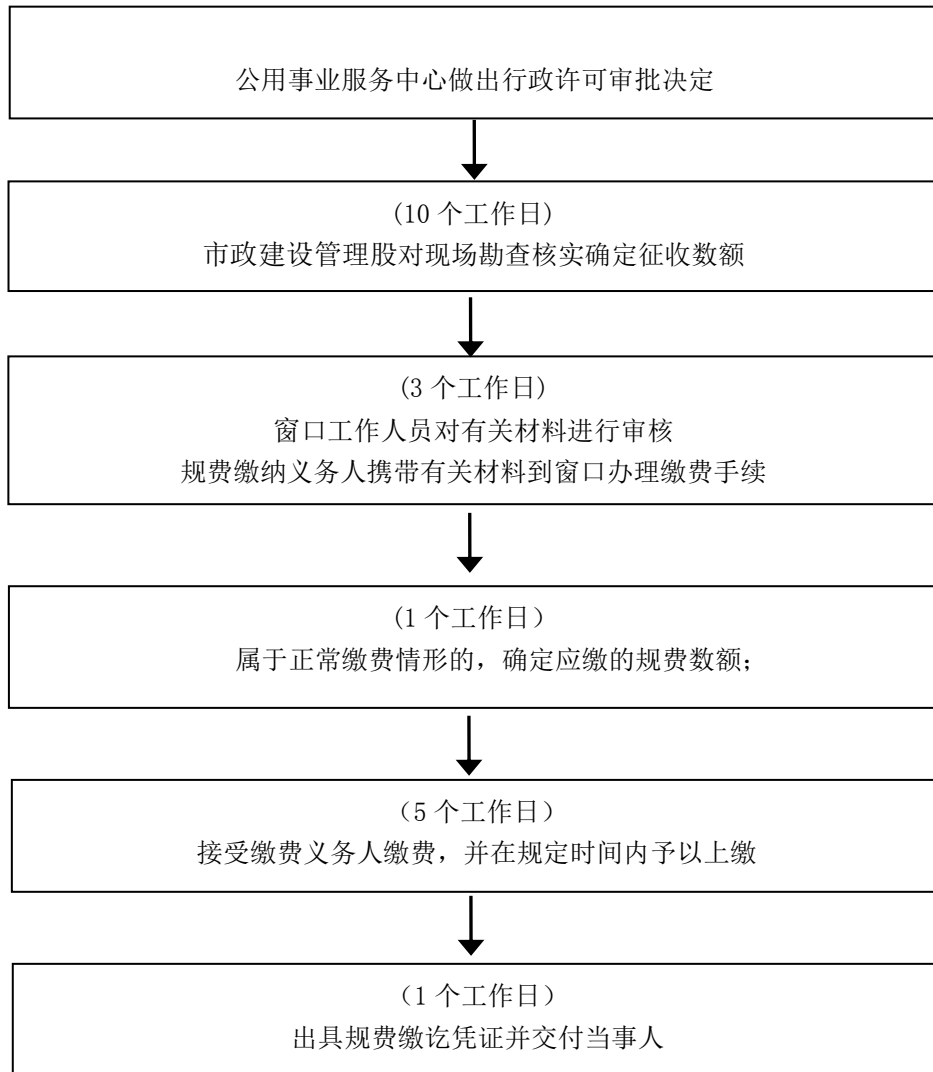 公用事业服务中心做出行政许可审批决定
(10 个工作日)
市政建设管理股对现场勘查核实确定征收数额
(3 个工作日)
窗口工作人员对有关材料进行审核
规费缴纳义务人携带有关材料到窗口办理缴费手续
(1 个工作日）
属于正常缴费情形的，确定应缴的规费数额；
（5 个工作日）
接受缴费义务人缴费，并在规定时间内予以上缴
（1 个工作日）
出具规费缴讫凭证并交付当事人